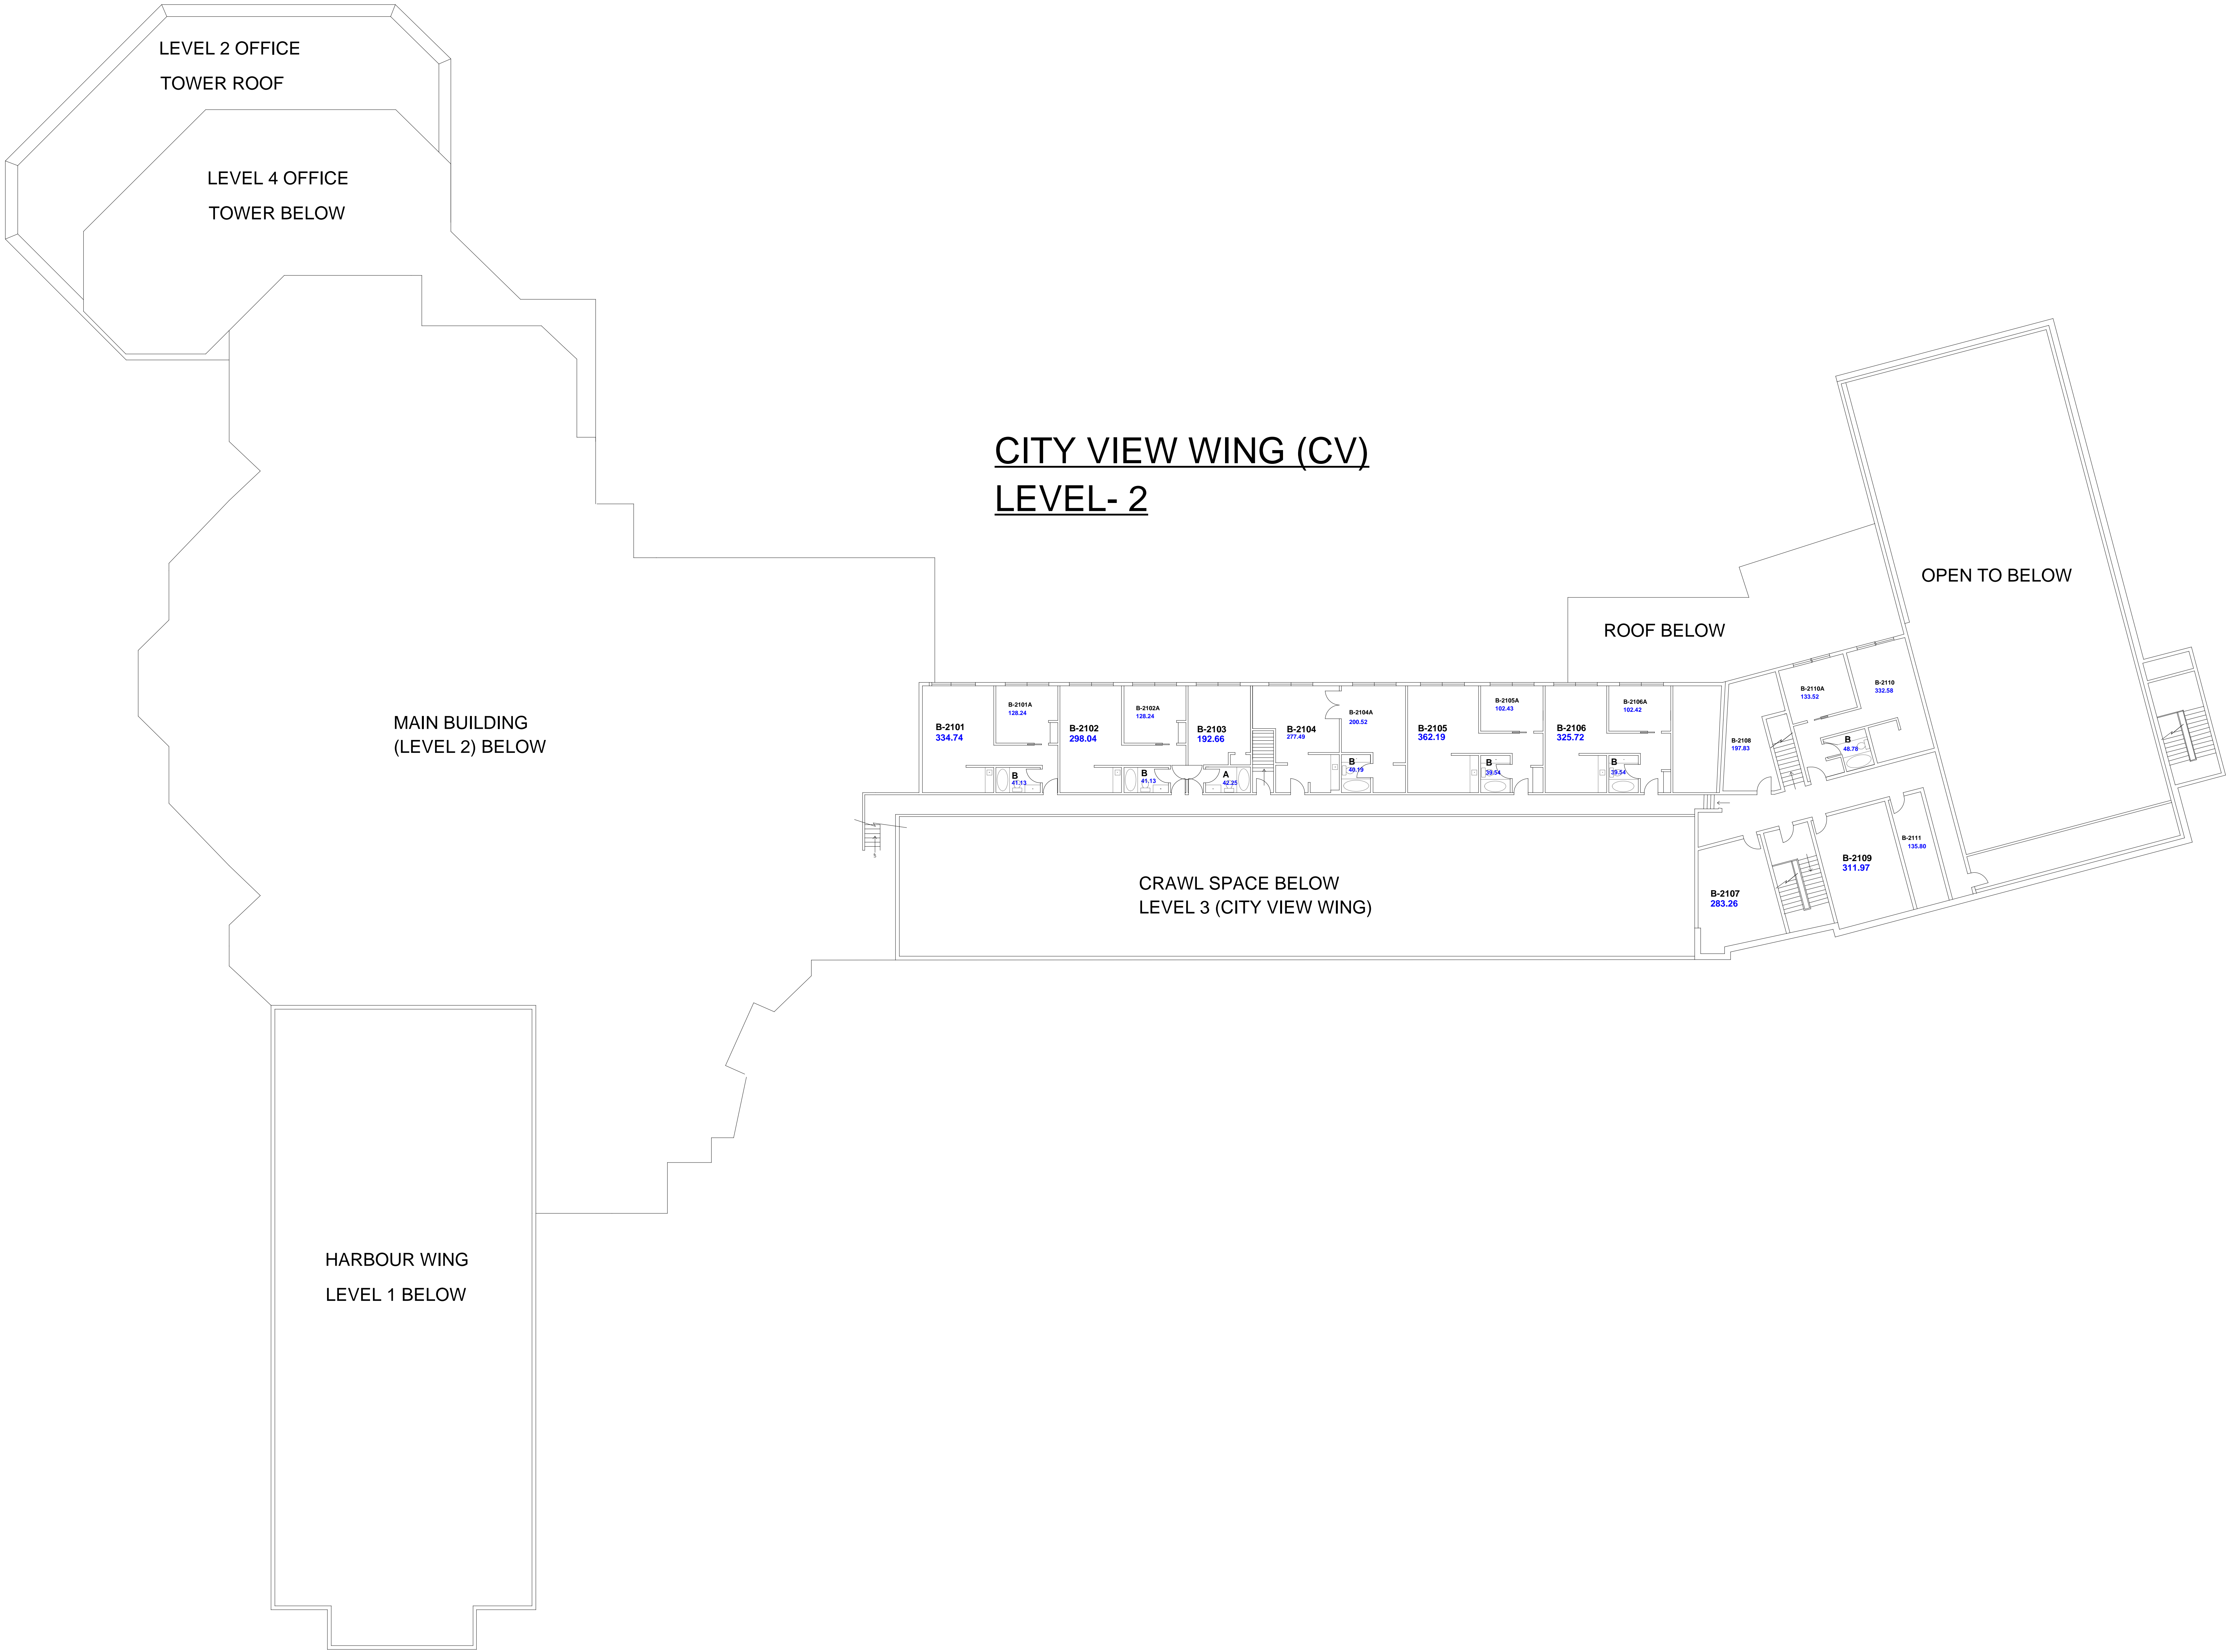 LEVEL 2 OFFICE
TOWER ROOF
LEVEL 4 OFFICE
TOWER BELOW
CITY VIEW WING (CV)
LEVEL- 2
OPEN TO BELOW
ROOF BELOW
MAIN BUILDING
(LEVEL 2) BELOW
B-2101
334.74
B-2101A
128.24
B
41.13
B-2102
298.04
B-2102A
128.24
B
41.13
B-2103
192.66
A
42.25
B-2104
277.49
B-2104A
200.52
B
40.19
B-2105
362.19
B-2105A
102.43
B
39.54
B-2106
325.72
B-2106A
102.42
B
39.54
B-2108
197.83
B-2110A
133.52
B-2110
332.58
B
48.78
B-2107
283.26
B-2109
311.97
B-2111
135.80
CRAWL SPACE BELOW
LEVEL 3 (CITY VIEW WING)
HARBOUR WING
LEVEL 1 BELOW